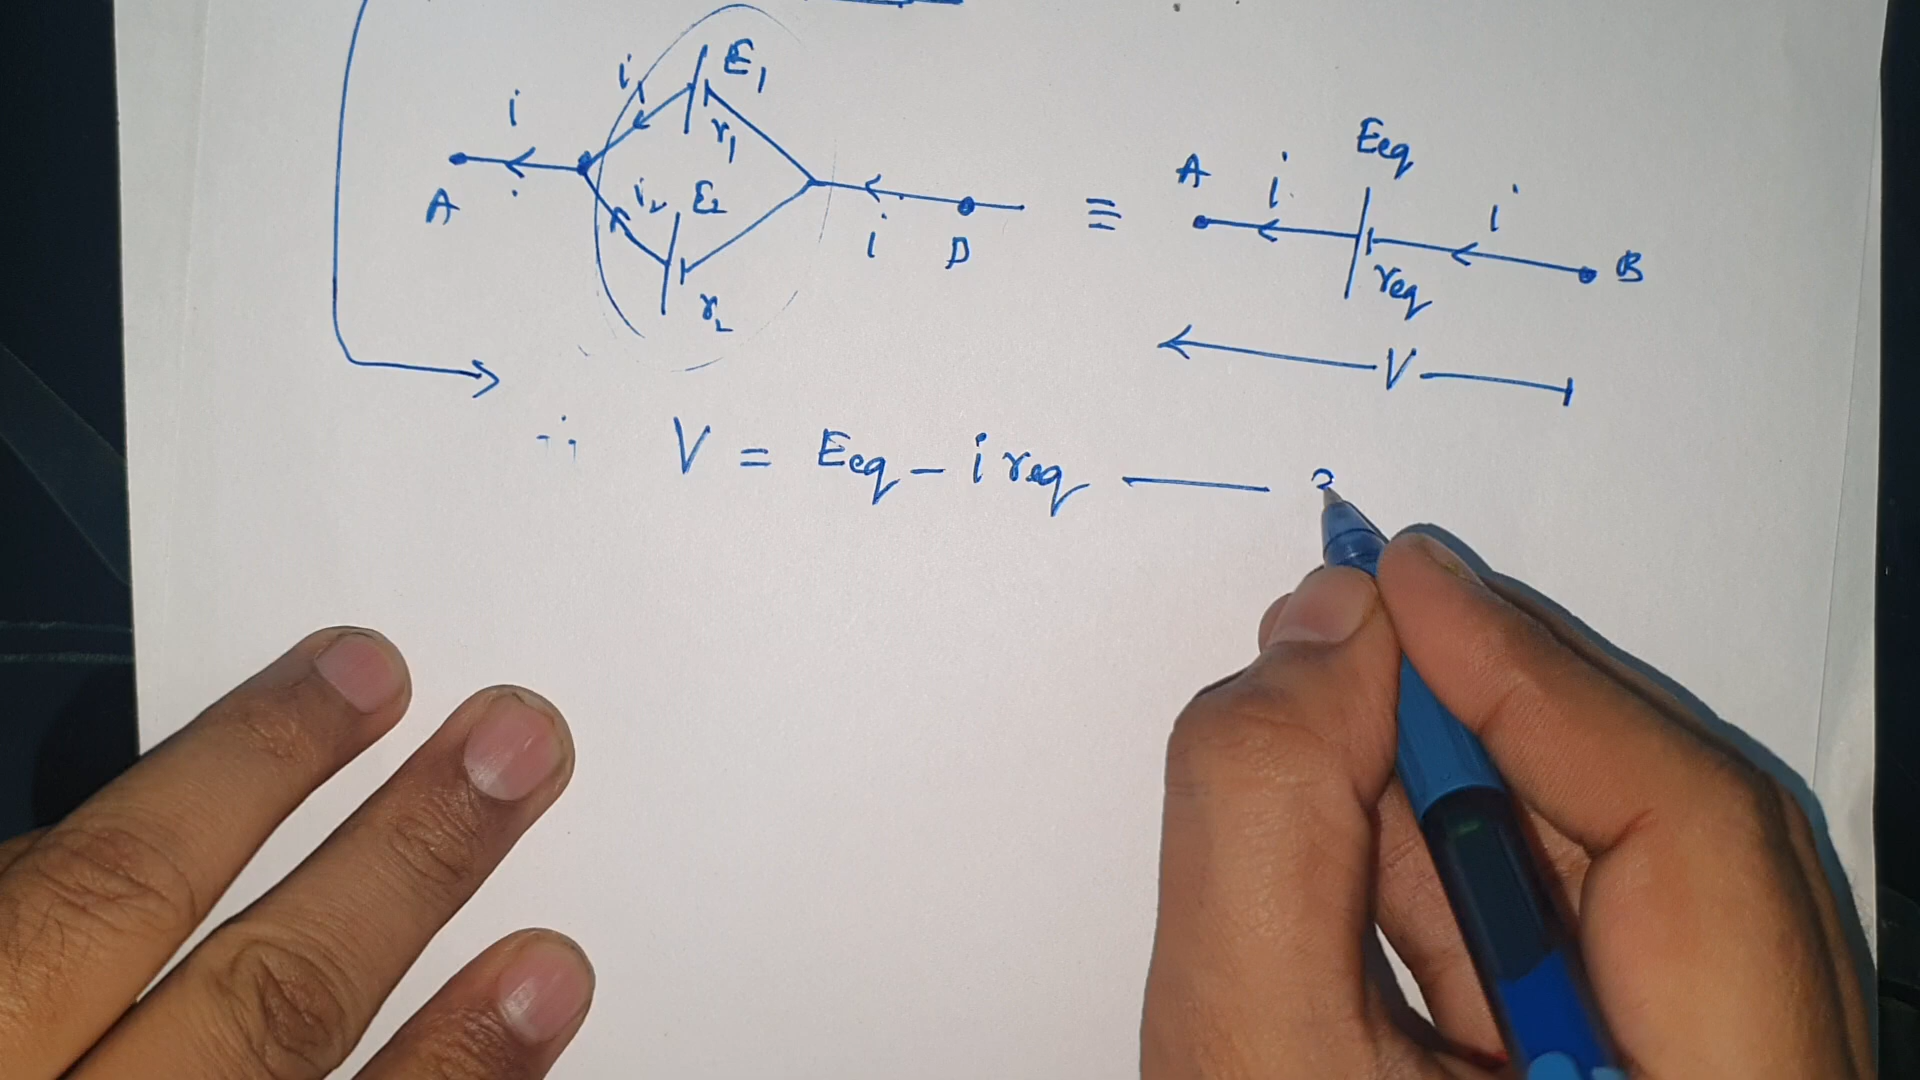 E₁
i₁
i
r₁
A
i₂ E₂
i
B
r₂
≡
Eeq
A
i
i
B
req
V
∴ V = Eeq - i req —— 2